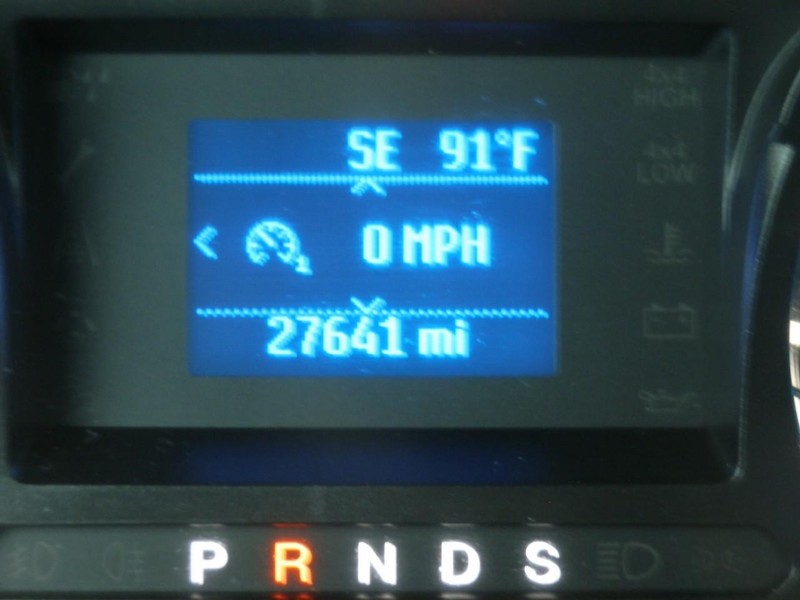 4x4
HIGH
SE 91°F
4x4
LOW
0 MPH
27641 mi
P R N D S